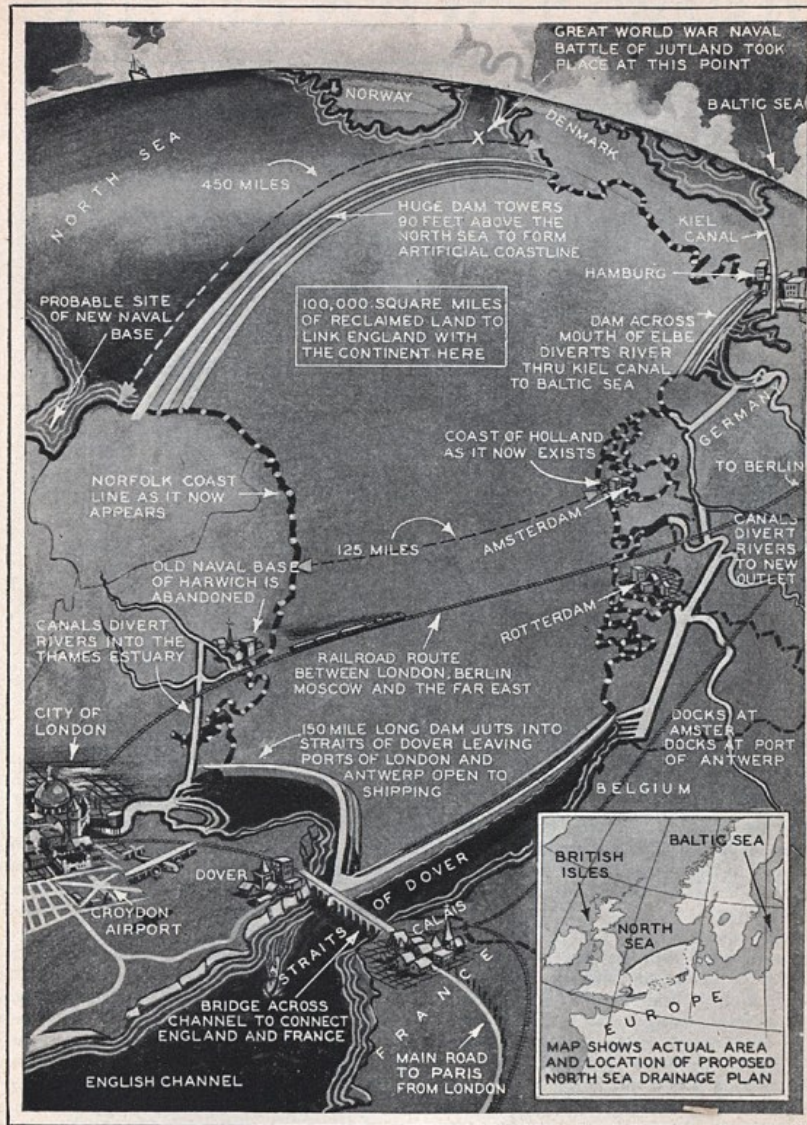 GREAT WORLD WAR NAVAL
BATTLE OF JUTLAND TOOK
PLACE AT THIS POINT
NORWAY
DENMARK
BALTIC SEA
NORTH SEA
450 MILES
HUGE DAM TOWERS
90 FEET ABOVE THE
NORTH SEA TO FORM
ARTIFICIAL COASTLINE
KIEL
CANAL
HAMBURG
PROBABLE SITE
OF NEW NAVAL
BASE
100,000 SQUARE MILES
OF RECLAIMED LAND TO
LINK ENGLAND WITH
THE CONTINENT HERE
DAM ACROSS
MOUTH OF ELBE
DIVERTS RIVER
THRU KIEL CANAL
TO BALTIC SEA
GERMAN
COAST OF HOLLAND
AS IT NOW EXISTS
TO BERLIN
NORFOLK COAST
LINE AS IT NOW
APPEARS
AMSTERDAM
125 MILES
CANALS
DIVERT
RIVERS
TO NEW
OUTLET
OLD NAVAL BASE
OF HARWICH IS
ABANDONED
ROTTERDAM
CANALS DIVERT
RIVERS INTO THE
THAMES ESTUARY
RAILROAD ROUTE
BETWEEN LONDON, BERLIN
MOSCOW AND THE FAR EAST
CITY OF
LONDON
150 MILE LONG DAM JUTS INTO
STRAITS OF DOVER LEAVING
PORTS OF LONDON AND
ANTWERP OPEN TO
SHIPPING
DOCKS AT
AMSTER
DOCKS AT PORT
OF ANTWERP
BELGIUM
DOVER
CROYDON
AIRPORT
STRAITS OF DOVER
CALAIS
FRANCE
BRIDGE ACROSS
CHANNEL TO CONNECT
ENGLAND AND FRANCE
MAIN ROAD
TO PARIS
FROM LONDON
ENGLISH CHANNEL
BALTIC SEA
BRITISH
ISLES
NORTH
SEA
EUROPE
MAP SHOWS ACTUAL AREA
AND LOCATION OF PROPOSED
NORTH SEA DRAINAGE PLAN